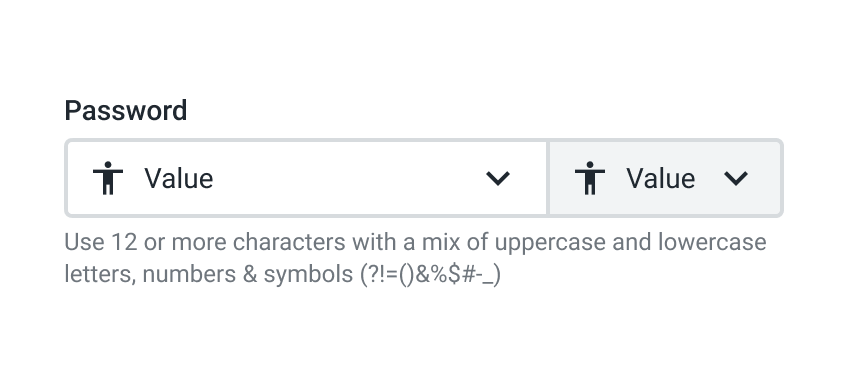 Password
Value Value
Use 12 or more characters with a mix of uppercase and lowercase
letters, numbers & symbols (?!=()&%$#-_)